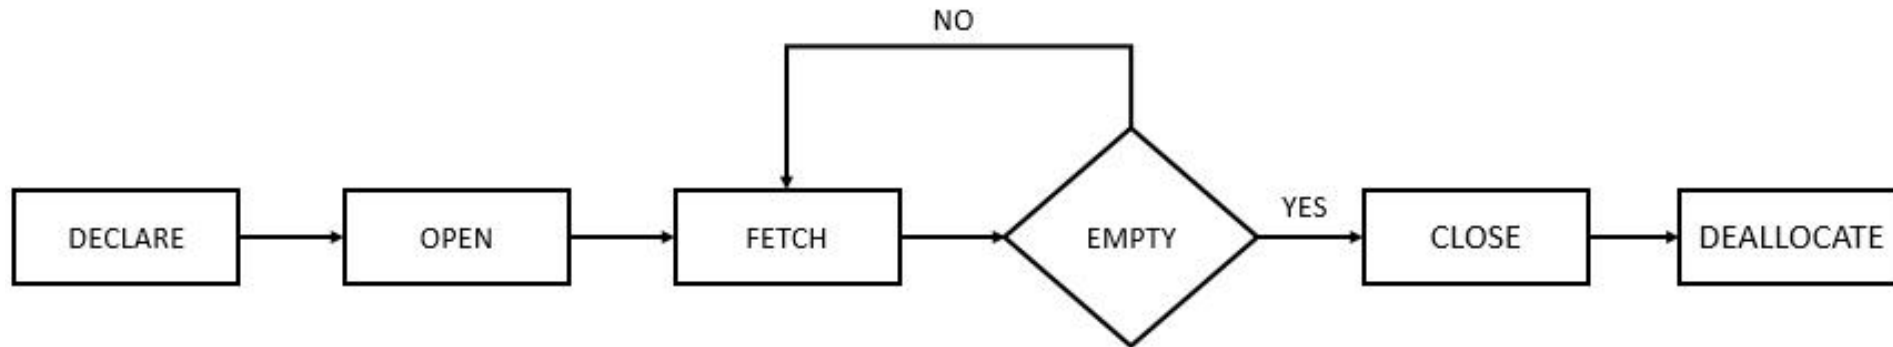 NO
DECLARE
OPEN
FETCH
EMPTY
YES
CLOSE
DEALLOCATE